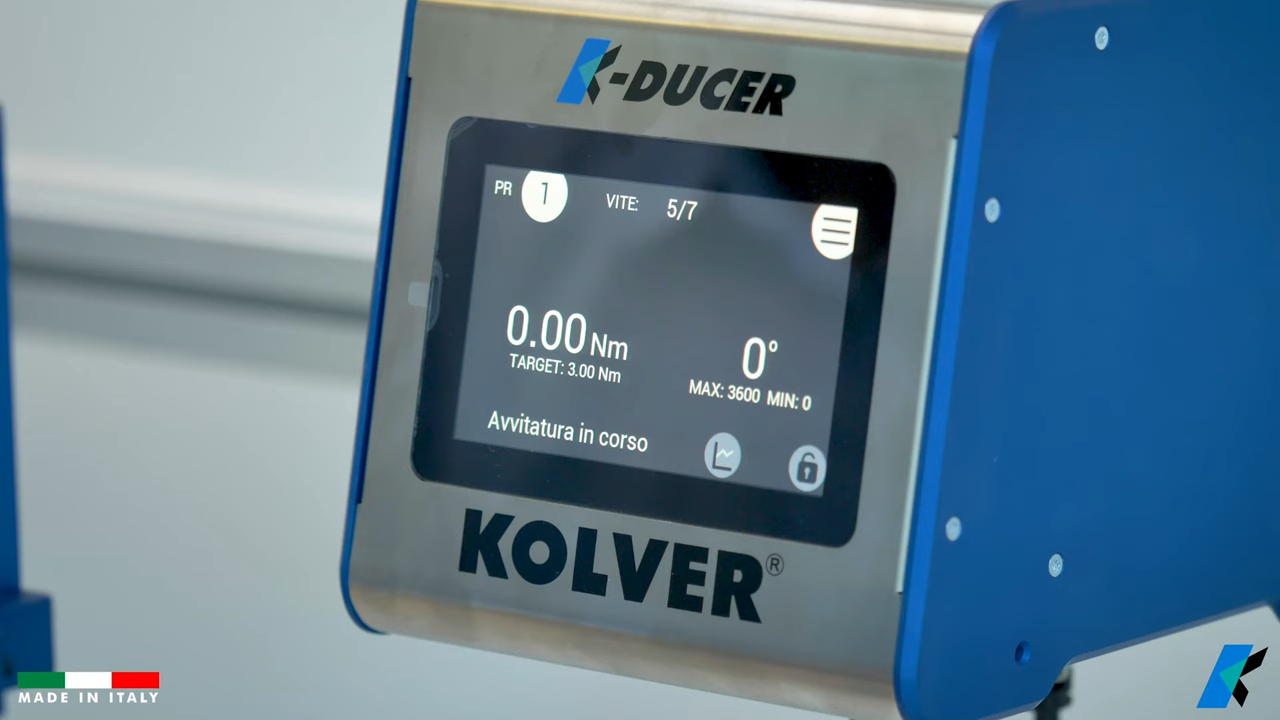 K-DUCER
PR 1 VITE: 5/7
0.00 Nm
TARGET: 3.00 Nm
0°
MAX: 3600 MIN: 0
Avvitatura in corso
KOLVER®
MADE IN ITALY